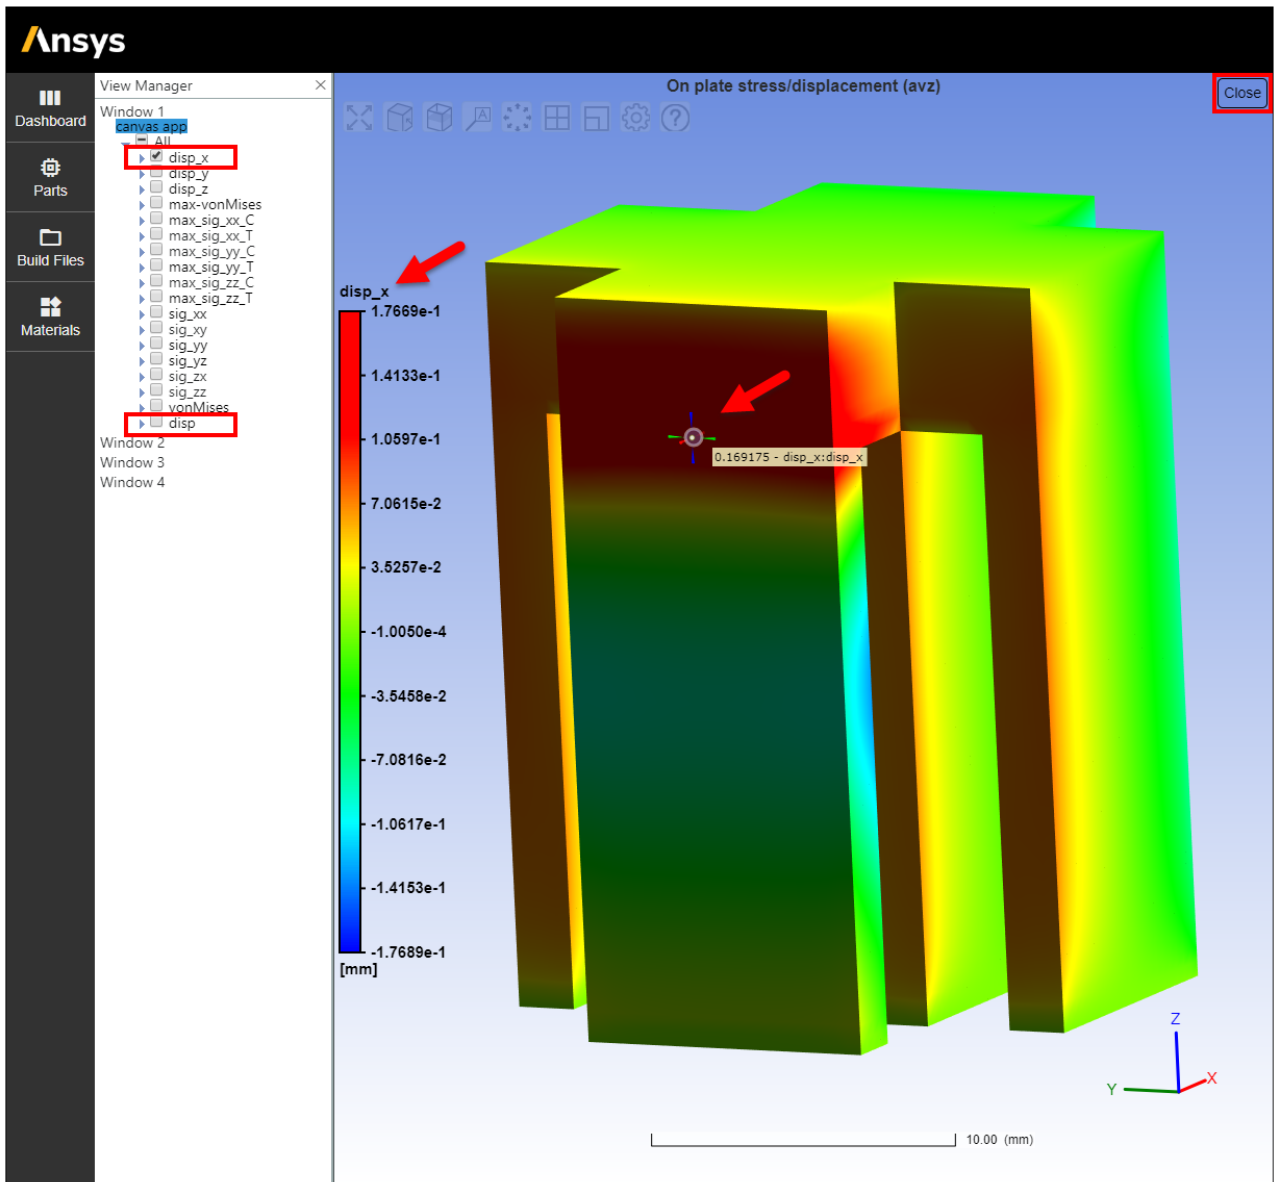 Ansys
Dashboard
Parts
Build Files
Materials
View Manager
Window 1
canvas app
All
disp_x
disp_y
disp_z
max-vonMises
max_sig_xx_C
max_sig_xx_T
max_sig_yy_C
max_sig_yy_T
max_sig_zz_C
max_sig_zz_T
sig_xx
sig_xy
sig_yy
sig_yz
sig_zx
sig_zz
vonMises
disp
Window 2
Window 3
Window 4
On plate stress/displacement (avz)
Close
A
?
disp_x
1.7669e-1
1.4133e-1
1.0597e-1
7.0615e-2
3.5257e-2
-1.0050e-4
-3.5458e-2
-7.0816e-2
-1.0617e-1
-1.4153e-1
-1.7689e-1
[mm]
0.169175 - disp_x:disp_x
Z
Y
X
10.00 (mm)